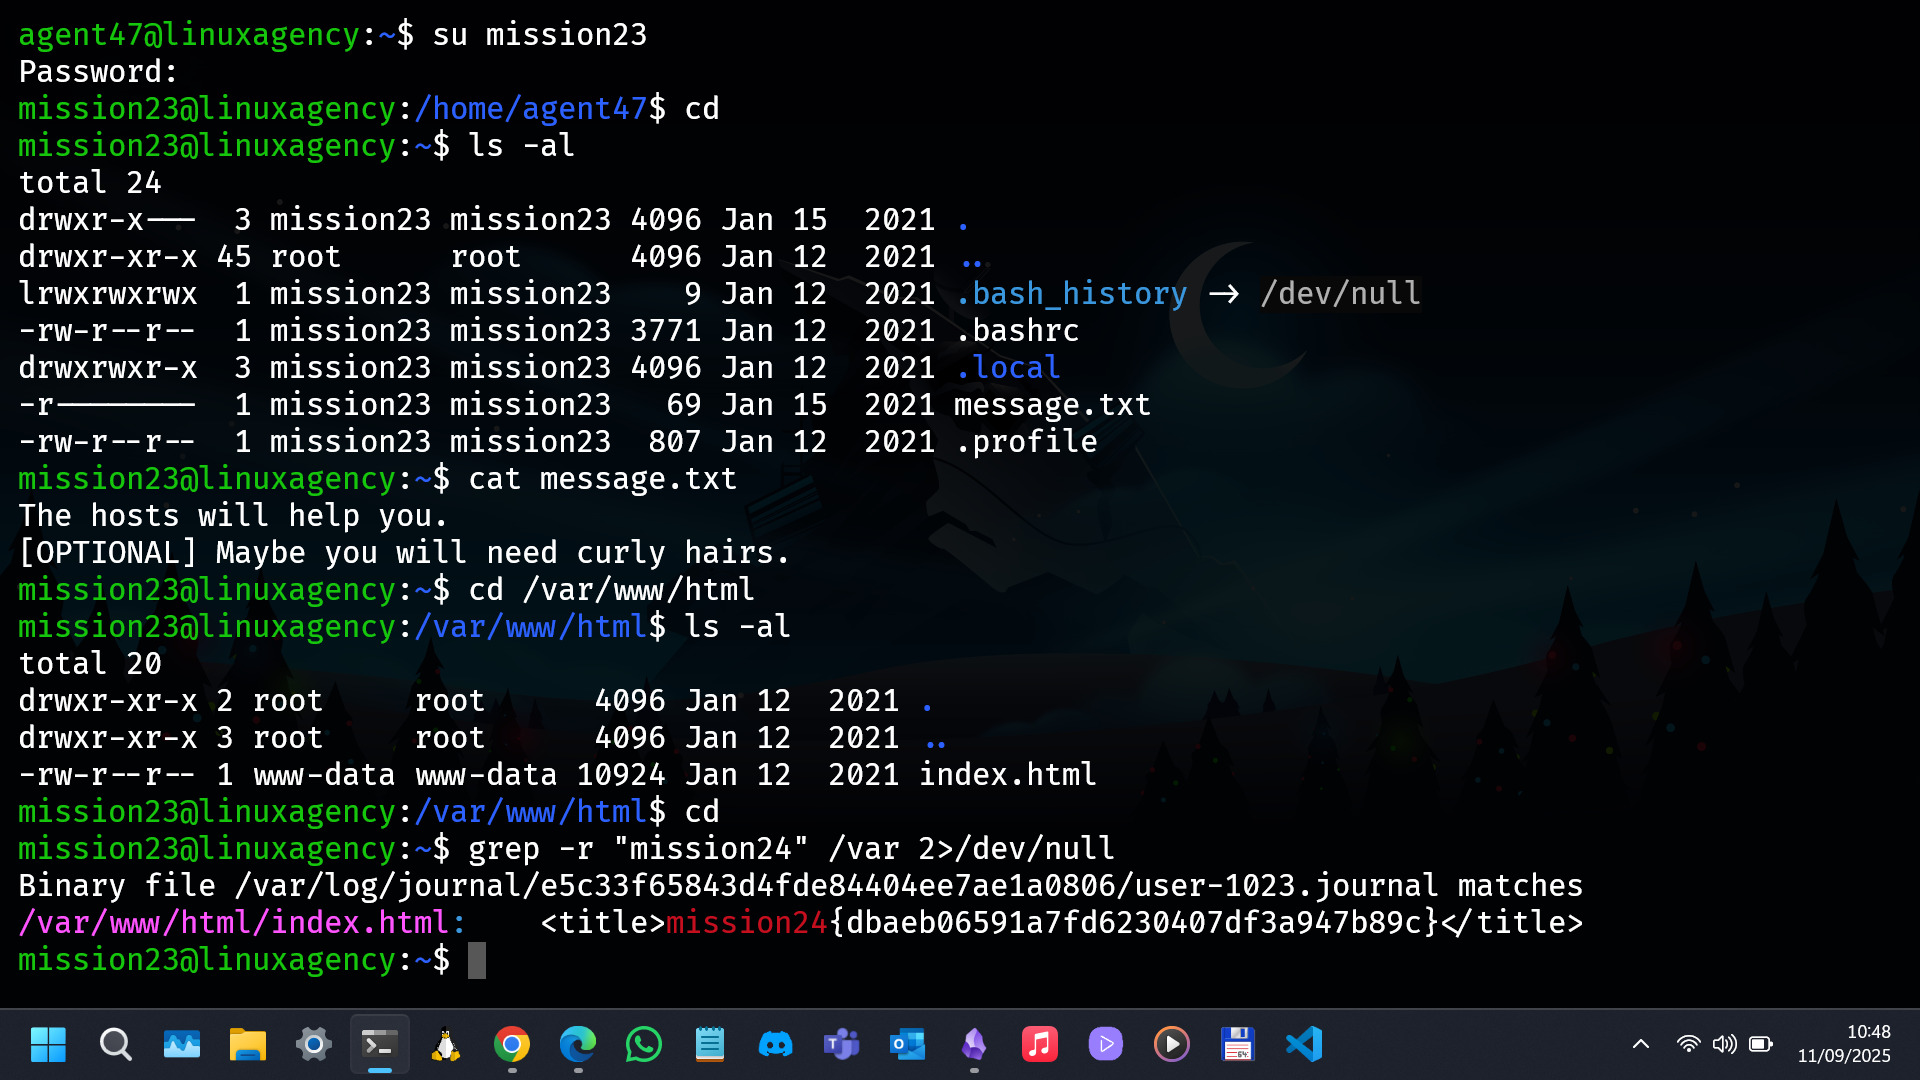 agent47@linuxagency:~$ su mission23
Password:
mission23@linuxagency:/home/agent47$ cd
mission23@linuxagency:~$ ls -al
total 24
drwxr-x---  3 mission23 mission23 4096 Jan 15  2021 .
drwxr-xr-x 45 root      root      4096 Jan 12  2021 ..
lrwxrwxrwx  1 mission23 mission23    9 Jan 12  2021 .bash_history -> /dev/null
-rw-r--r--  1 mission23 mission23 3771 Jan 12  2021 .bashrc
drwxrwxr-x  3 mission23 mission23 4096 Jan 12  2021 .local
-r--------  1 mission23 mission23   69 Jan 15  2021 message.txt
-rw-r--r--  1 mission23 mission23  807 Jan 12  2021 .profile
mission23@linuxagency:~$ cat message.txt
The hosts will help you.
[OPTIONAL] Maybe you will need curly hairs.
mission23@linuxagency:~$ cd /var/www/html
mission23@linuxagency:/var/www/html$ ls -al
total 20
drwxr-xr-x 2 root     root      4096 Jan 12  2021 .
drwxr-xr-x 3 root     root      4096 Jan 12  2021 ..
-rw-r--r-- 1 www-data www-data 10924 Jan 12  2021 index.html
mission23@linuxagency:/var/www/html$ cd
mission23@linuxagency:~$ grep -r "mission24" /var 2>/dev/null
Binary file /var/log/journal/e5c33f65843d4fde84404ee7ae1a0806/user-1023.journal matches
/var/www/html/index.html:    <title>mission24{dbaeb06591a7fd6230407df3a947b89c}</title>
mission23@linuxagency:~$
10:48
11/09/2025